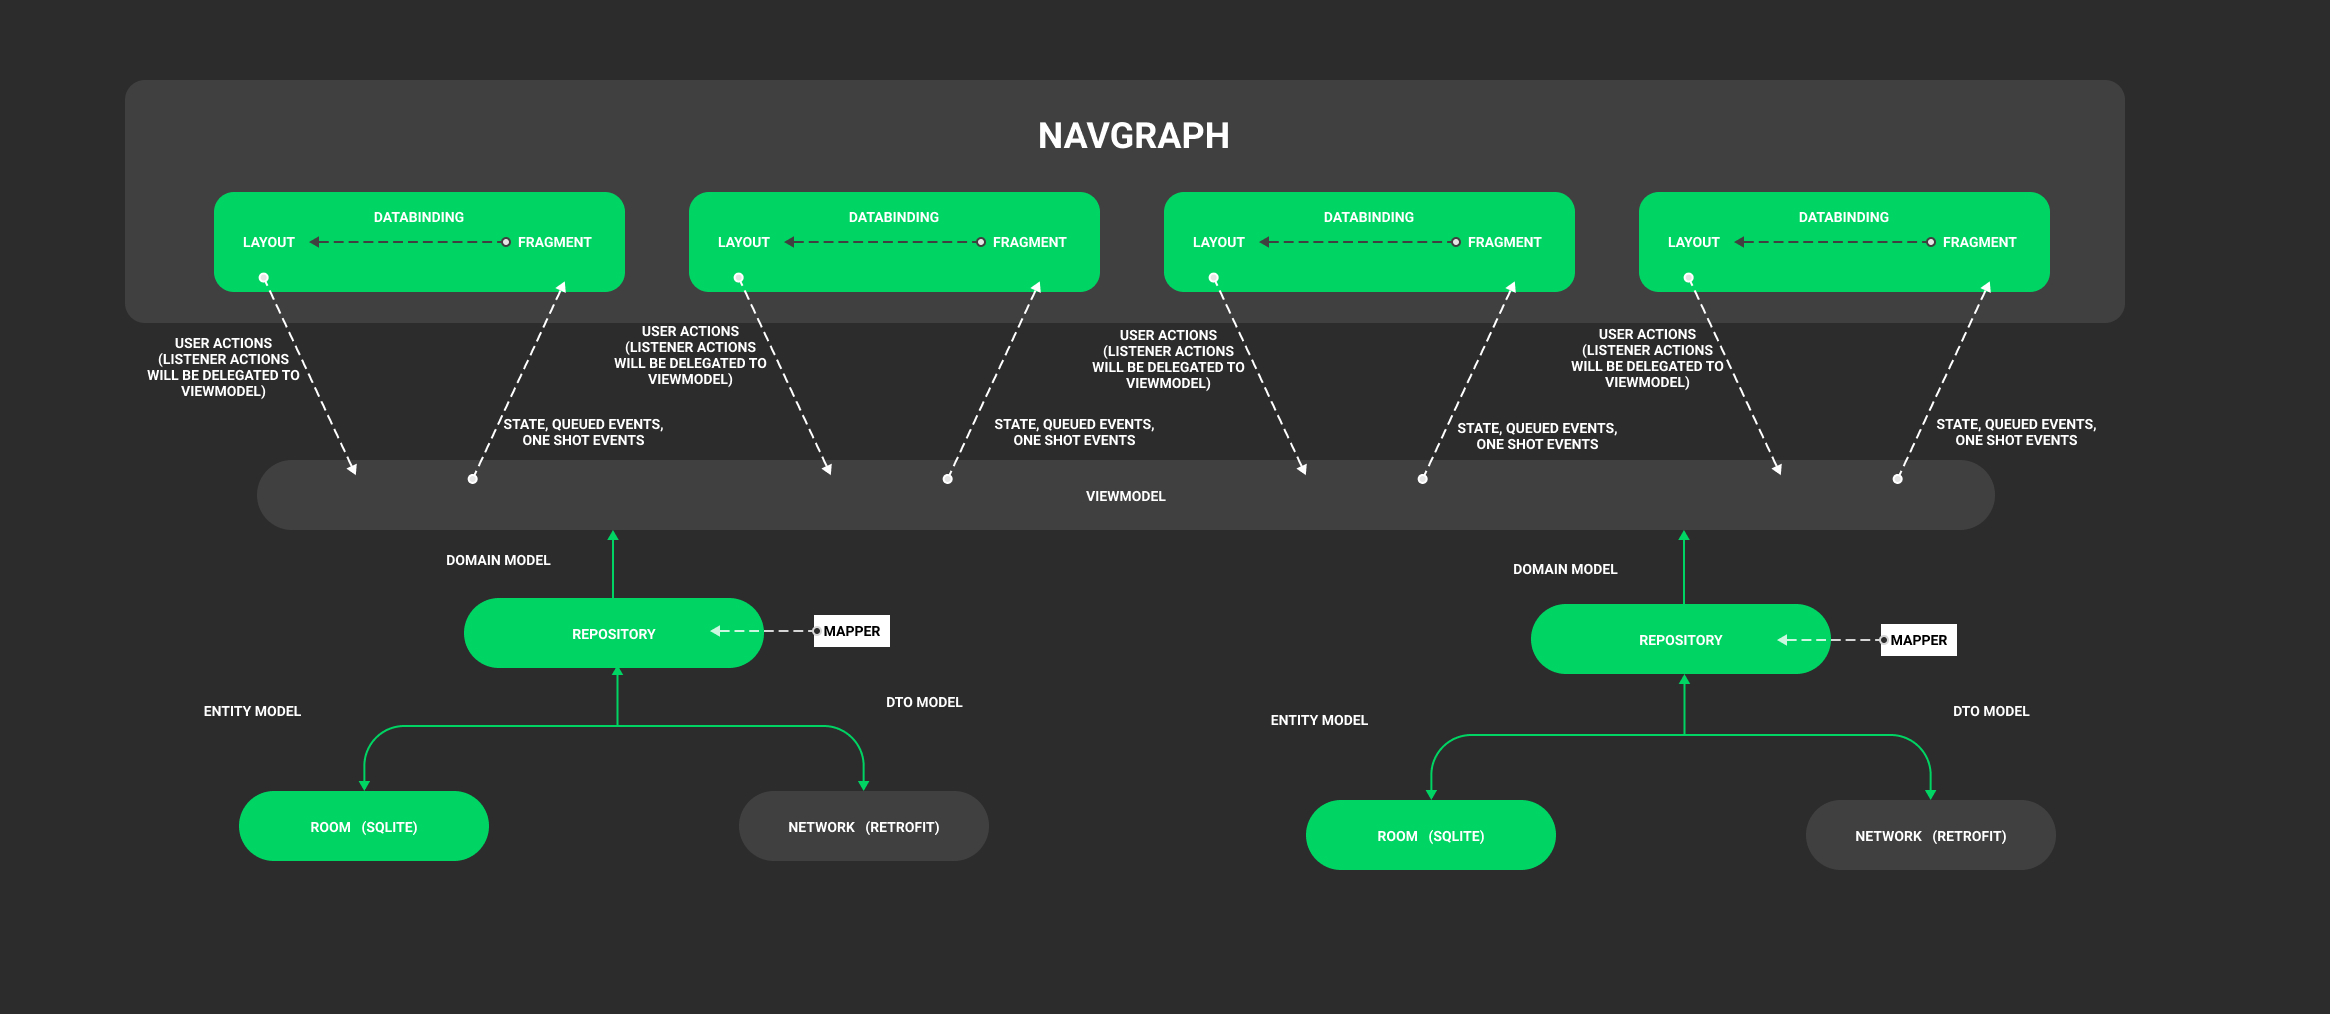 NAVGRAPH
DATABINDING
LAYOUT
FRAGMENT
DATABINDING
LAYOUT
FRAGMENT
DATABINDING
LAYOUT
FRAGMENT
DATABINDING
LAYOUT
FRAGMENT
USER ACTIONS
(LISTENER ACTIONS
WILL BE DELEGATED TO
VIEWMODEL)
STATE, QUEUED EVENTS,
ONE SHOT EVENTS
USER ACTIONS
(LISTENER ACTIONS
WILL BE DELEGATED TO
VIEWMODEL)
STATE, QUEUED EVENTS,
ONE SHOT EVENTS
USER ACTIONS
(LISTENER ACTIONS
WILL BE DELEGATED TO
VIEWMODEL)
STATE, QUEUED EVENTS,
ONE SHOT EVENTS
USER ACTIONS
(LISTENER ACTIONS
WILL BE DELEGATED TO
VIEWMODEL)
STATE, QUEUED EVENTS,
ONE SHOT EVENTS
VIEWMODEL
DOMAIN MODEL
REPOSITORY
MAPPER
ENTITY MODEL
DTO MODEL
ROOM (SQLITE)
NETWORK (RETROFIT)
DOMAIN MODEL
REPOSITORY
MAPPER
ENTITY MODEL
DTO MODEL
ROOM (SQLITE)
NETWORK (RETROFIT)